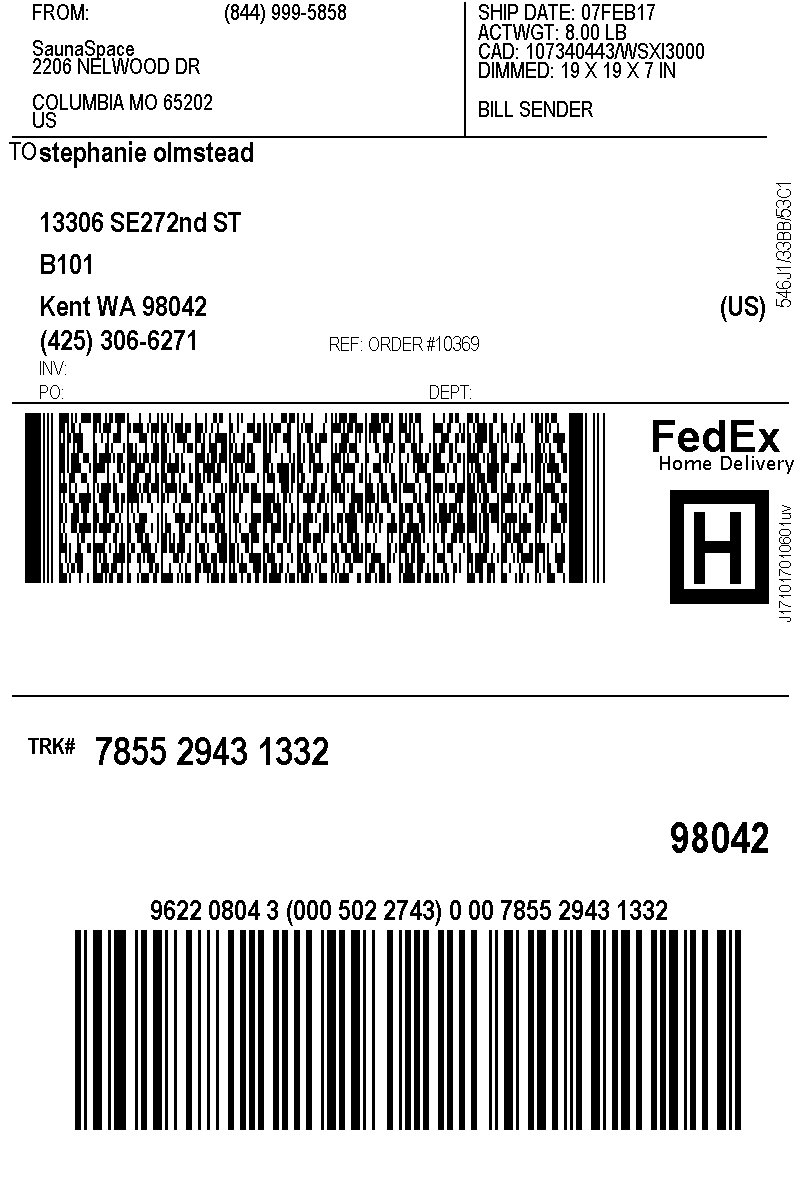 FROM: (844) 999-5858
SaunaSpace
2206 NELWOOD DR
COLUMBIA MO 65202
US
SHIP DATE: 07FEB17
ACTWGT: 8.00 LB
CAD: 107340443/WSXI3000
DIMMED: 19 X 19 X 7 IN
BILL SENDER
TO stephanie olmstead
13306 SE272nd ST
B101
Kent WA 98042 (US)
(425) 306-6271 REF: ORDER #10369
INV:
PO: DEPT:
546J1/33BB/53C1
FedEx
Home Delivery
H
J171017010601uv
TRK# 7855 2943 1332
98042
9622 0804 3 (000 502 2743) 0 00 7855 2943 1332